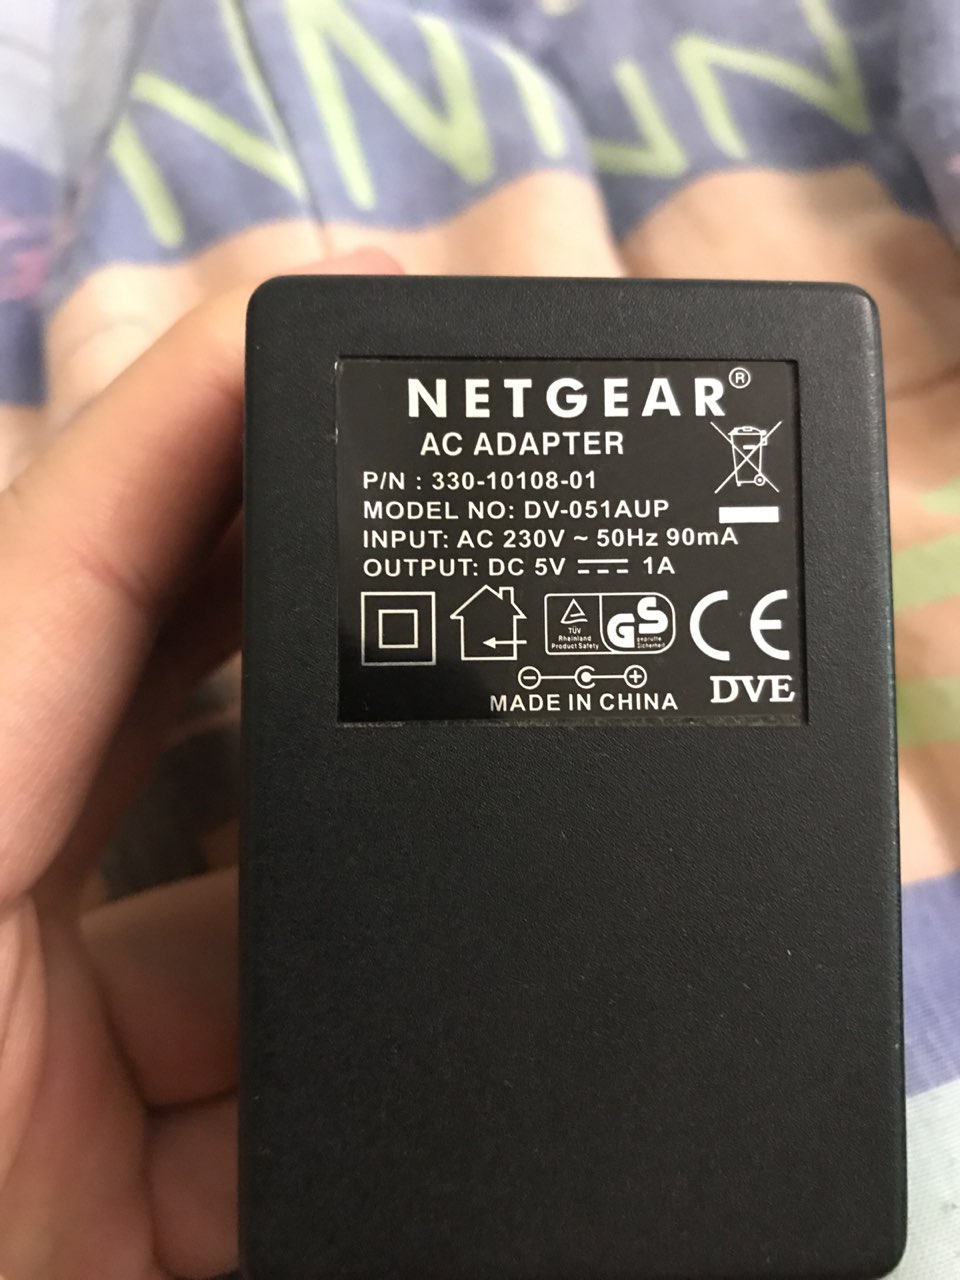 NETGEAR®
AC ADAPTER
P/N : 330-10108-01
MODEL NO: DV-051AUP
INPUT: AC 230V ~ 50Hz 90mA
OUTPUT: DC 5V ⎓ 1A
TÜV
Rheinland
Product Safety
GS
geprüfte
Sicherheit
CE
DVE
MADE IN CHINA